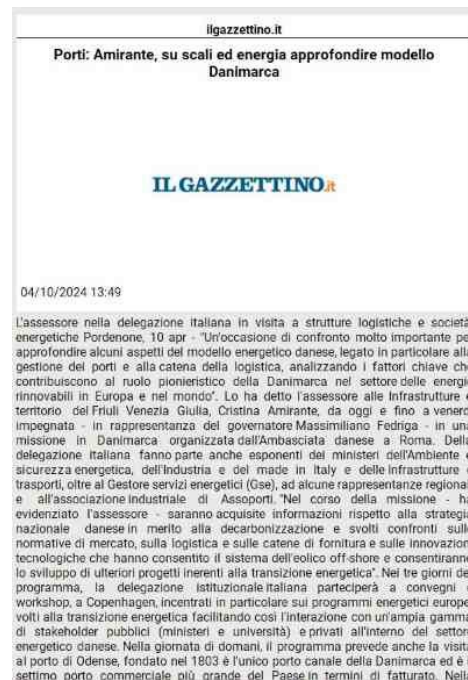 ilgazzettino.it
Porti: Amirante, su scali ed energia approfondire modello
Danimarca
IL GAZZETTINO.it
04/10/2024 13:49
L'assessore nella delegazione italiana in visita a strutture logistiche e società
energetiche Pordenone, 10 apr - "Un'occasione di confronto molto importante pe
approfondire alcuni aspetti del modello energetico danese, legato in particolare alla
gestione dei porti e alla catena della logistica, analizzando i fattori chiave che
contribuiscono al ruolo pionieristico della Danimarca nel settore delle energie
rinnovabili in Europa e nel mondo". Lo ha detto l'assessore alle Infrastrutture e
territorio del Friuli Venezia Giulia, Cristina Amirante, da oggi e fino a venerd
impegnata - in rappresentanza del governatore Massimiliano Fedriga - in una
missione in Danimarca organizzata dall'Ambasciata danese a Roma. Della
delegazione italiana fanno parte anche esponenti dei ministeri dell'Ambiente e
sicurezza energetica, dell'Industria e del made in Italy e delle Infrastrutture e
trasporti, oltre al Gestore servizi energetici (Gse), ad alcune rappresentanze regional
e all'associazione industriale di Assoporti. "Nel corso della missione - ha
evidenziato l'assessore - saranno acquisite informazioni rispetto alla strategia
nazionale danese in merito alla decarbonizzazione e svolti confronti sulle
normative di mercato, sulla logistica e sulle catene di fornitura e sulle innovazion
tecnologiche che hanno consentito il sistema dell'eolico off-shore e consentiranno
lo sviluppo di ulteriori progetti inerenti alla transizione energetica". Nei tre giorni de
programma, la delegazione istituzionale italiana parteciperà a convegni e
workshop, a Copenhagen, incentrati in particolare sui programmi energetici europe
volti alla transizione energetica facilitando così l'interazione con un'ampia gamma
di stakeholder pubblici (ministeri e università) e privati all'interno del settore
energetico danese. Nella giornata di domani, il programma prevede anche la visita
al porto di Odense, fondato nel 1803 è l'unico porto canale della Danimarca ed è i
settimo porto commerciale più grande del Paese in termini di fatturato. Nella